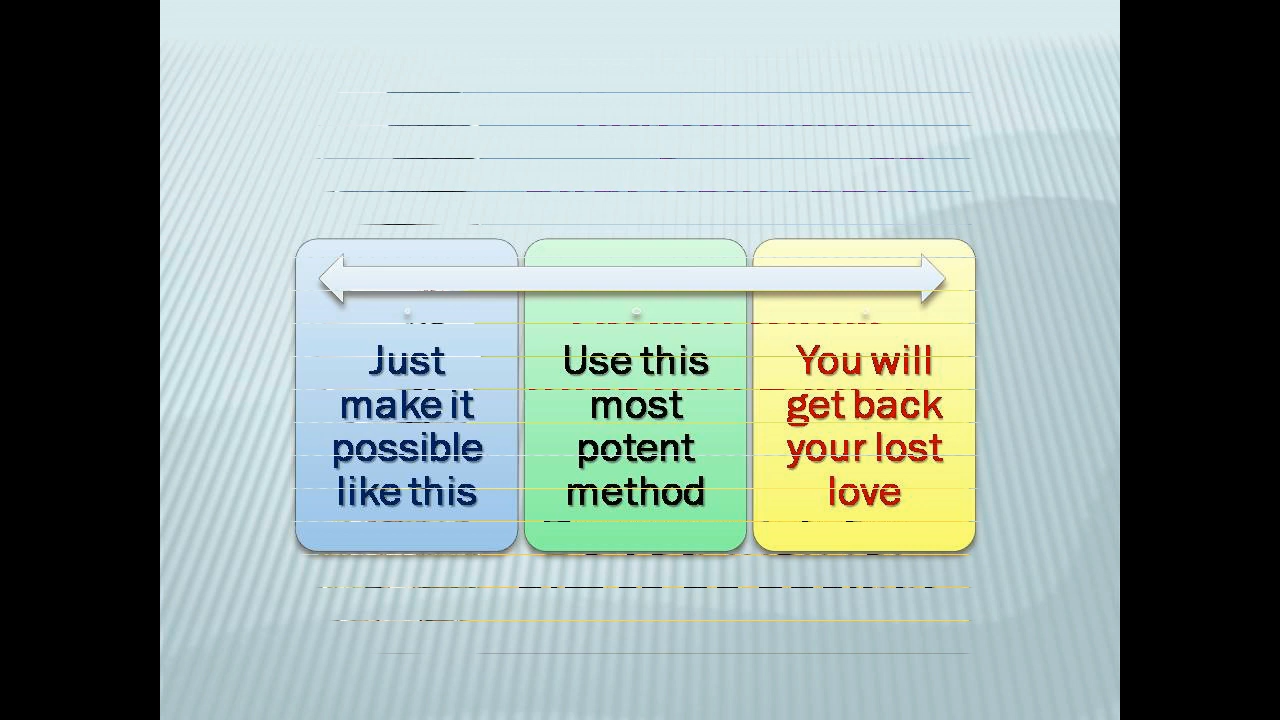 Just
make it
possible
like this
Use this
most
potent
method
You will
get back
your lost
love